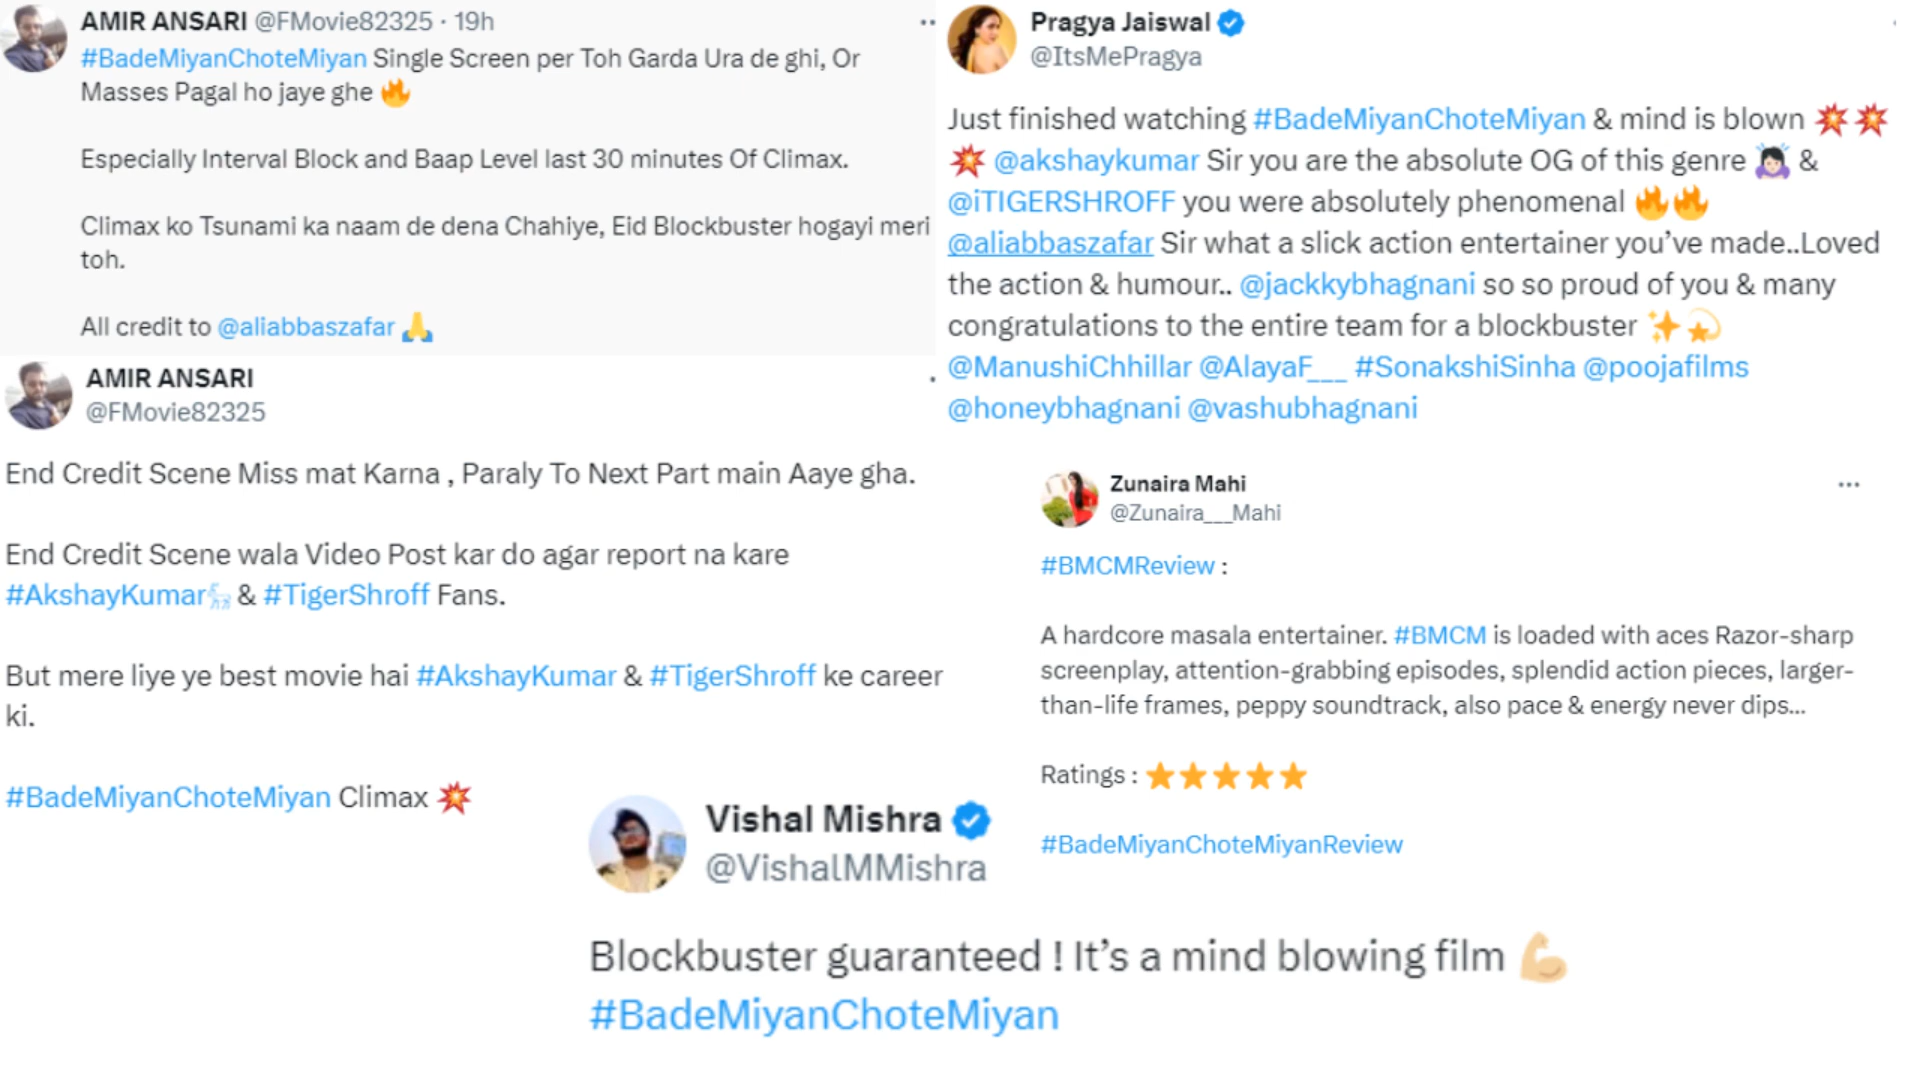 AMIR ANSARI @FMovie82325 · 19h
#BadeMiyanChoteMiyan Single Screen per Toh Garda Ura de ghi, Or
Masses Pagal ho jaye ghe 🔥
Especially Interval Block and Baap Level last 30 minutes Of Climax.
Climax ko Tsunami ka naam de dena Chahiye, Eid Blockbuster hogayi meri
toh.
All credit to @aliabbaszafar 🙏
AMIR ANSARI
@FMovie82325
End Credit Scene Miss mat Karna , Paraly To Next Part main Aaye gha.
End Credit Scene wala Video Post kar do agar report na kare
#AkshayKumar & #TigerShroff Fans.
But mere liye ye best movie hai #AkshayKumar & #TigerShroff ke career
ki.
#BadeMiyanChoteMiyan Climax 💥
Pragya Jaiswal
@ItsMePragya
Just finished watching #BadeMiyanChoteMiyan & mind is blown 💥💥
💥 @akshaykumar Sir you are the absolute OG of this genre 🙇🏻‍♀️ &
@iTIGERSHROFF you were absolutely phenomenal 🔥🔥
@aliabbaszafar Sir what a slick action entertainer you’ve made..Loved
the action & humour.. @jackkybhagnani so so proud of you & many
congratulations to the entire team for a blockbuster ✨💫
@ManushiChhillar @AlayaF___ #SonakshiSinha @poojafilms
@honeybhagnani @vashubhagnani
Zunaira Mahi
@Zunaira___Mahi
#BMCMReview :
A hardcore masala entertainer. #BMCM is loaded with aces Razor-sharp
screenplay, attention-grabbing episodes, splendid action pieces, larger-
than-life frames, peppy soundtrack, also pace & energy never dips...
Ratings : ⭐⭐⭐⭐⭐
#BadeMiyanChoteMiyanReview
Vishal Mishra
@VishalMMishra
Blockbuster guaranteed ! It’s a mind blowing film 💪🏼
#BadeMiyanChoteMiyan